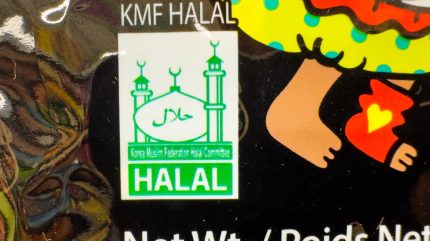 KMF HALAL
حلال
Korea Muslim Federation Halal Committee
HALAL
Net Wt. / Poids Net